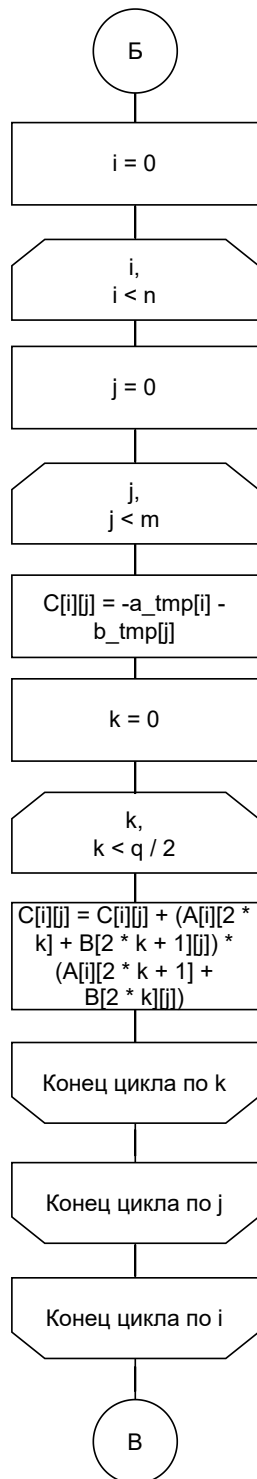 Б
i = 0
i,
i < n
j = 0
j,
j < m
C[i][j] = -a_tmp[i] -
b_tmp[j]
k = 0
k,
k < q / 2
C[i][j] = C[i][j] + (A[i][2 *
k] + B[2 * k + 1][j]) *
(A[i][2 * k + 1] +
B[2 * k][j])
Конец цикла по k
Конец цикла по j
Конец цикла по i
В